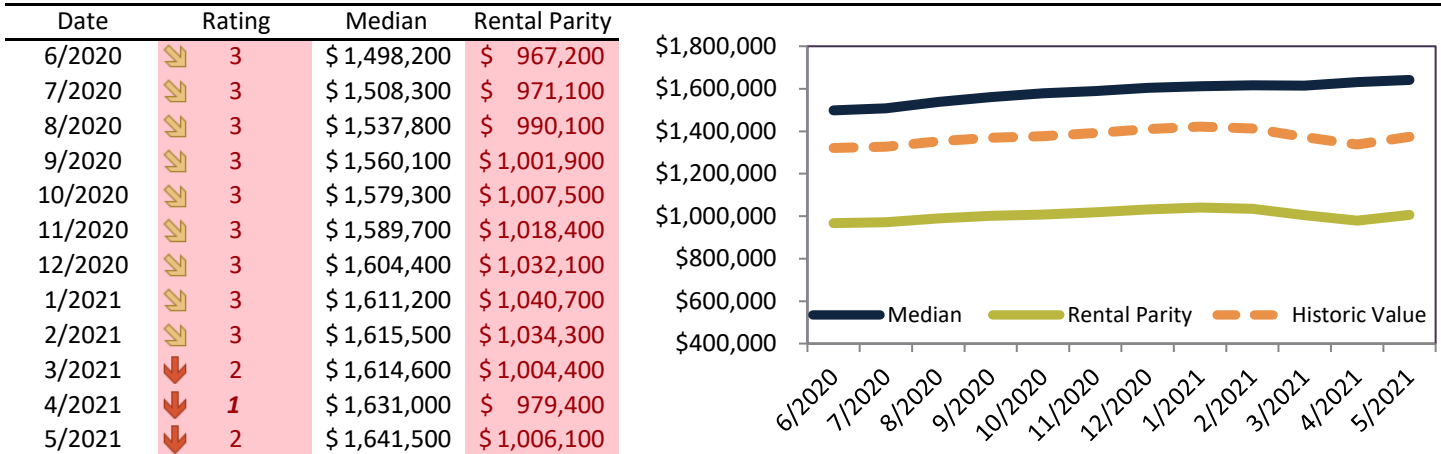 Date Rating Median Rental Parity
6/2020 3 $ 1,498,200 $ 967,200
7/2020 3 $ 1,508,300 $ 971,100
8/2020 3 $ 1,537,800 $ 990,100
9/2020 3 $ 1,560,100 $ 1,001,900
10/2020 3 $ 1,579,300 $ 1,007,500
11/2020 3 $ 1,589,700 $ 1,018,400
12/2020 3 $ 1,604,400 $ 1,032,100
1/2021 3 $ 1,611,200 $ 1,040,700
2/2021 3 $ 1,615,500 $ 1,034,300
3/2021 2 $ 1,614,600 $ 1,004,400
4/2021 1 $ 1,631,000 $ 979,400
5/2021 2 $ 1,641,500 $ 1,006,100
$1,800,000
$1,600,000
$1,400,000
$1,200,000
$1,000,000
$800,000
$600,000
$400,000
Median Rental Parity Historic Value
6/2020 7/2020 8/2020 9/2020 10/2020 11/2020 12/2020 1/2021 2/2021 3/2021 4/2021 5/2021